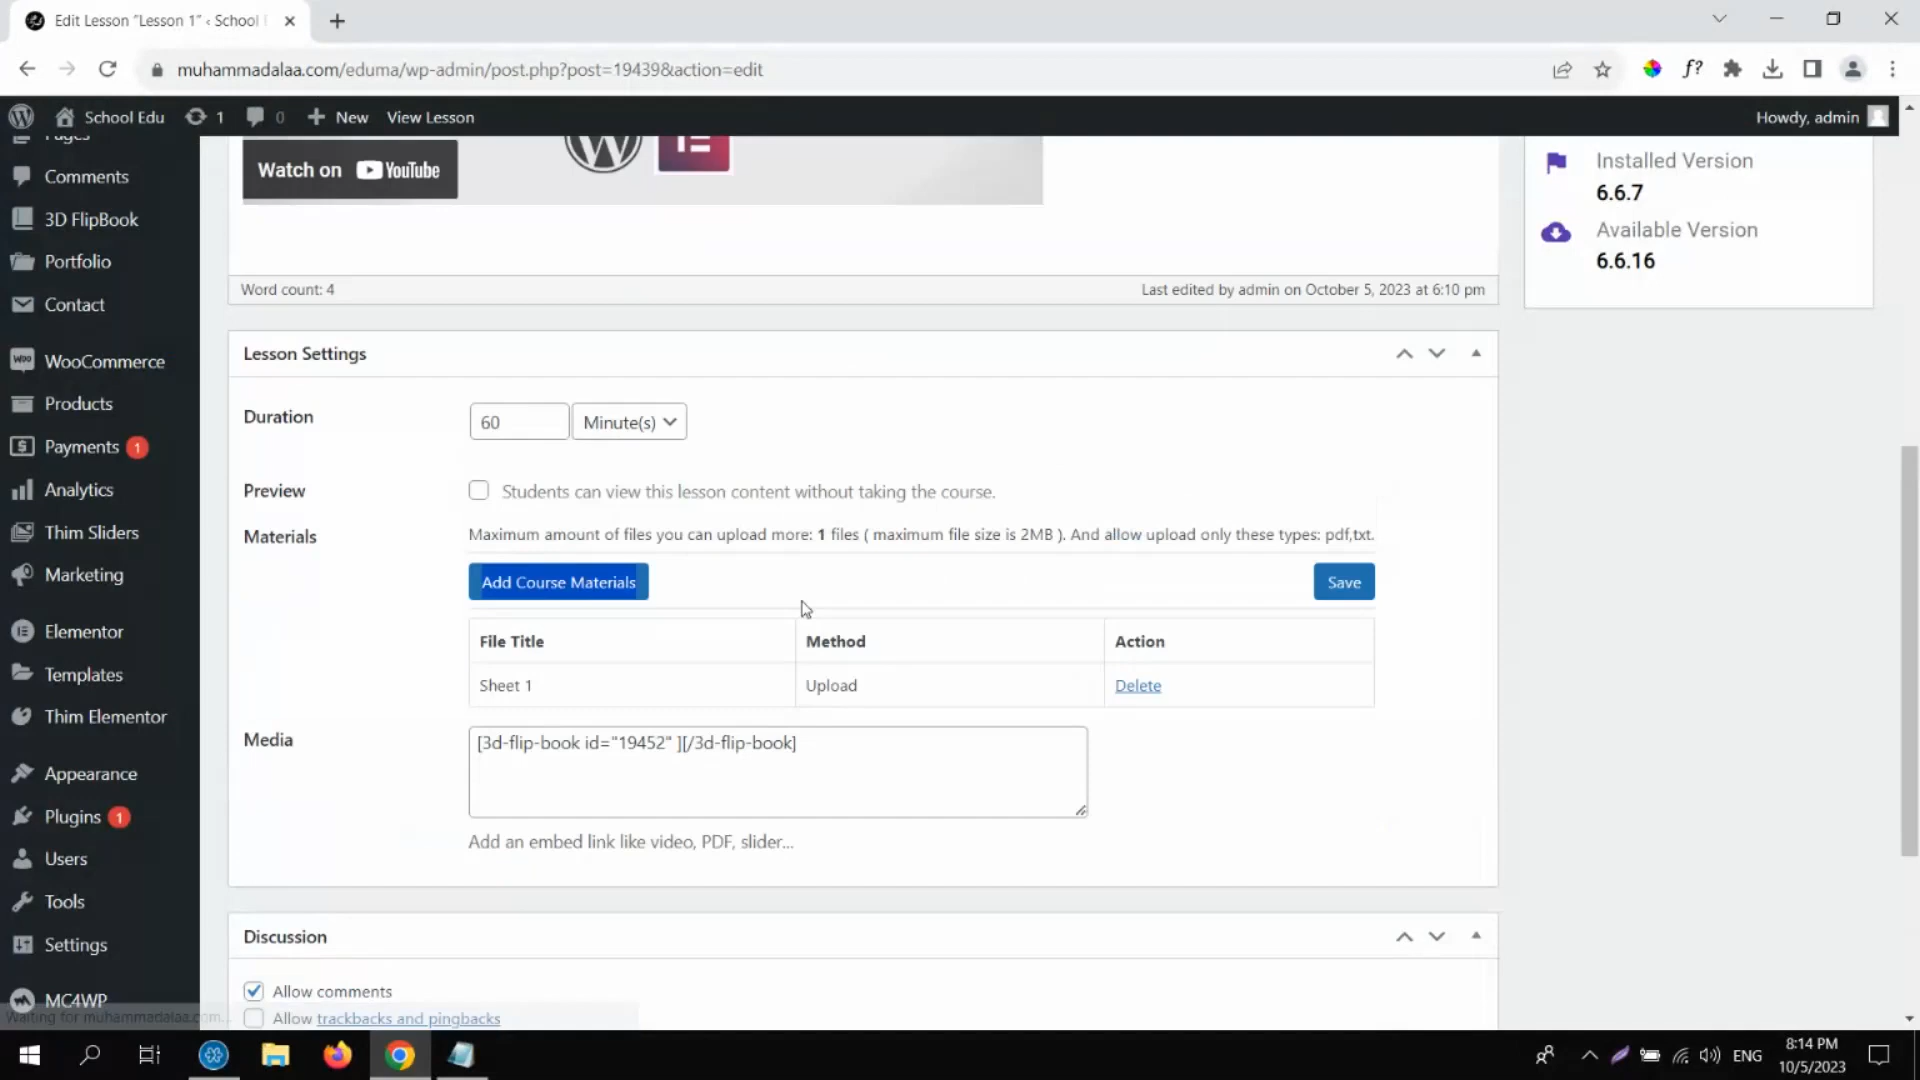 Edit Lesson "Lesson 1" ‹ School
muhammadalaa.com/eduma/wp-admin/post.php?post=19439&action=edit
f?
School Edu
1
0
New
View Lesson
Howdy, admin
Pages
Comments
3D FlipBook
Portfolio
Contact
WooCommerce
Products
Payments 1
Analytics
Thim Sliders
Marketing
Elementor
Templates
Thim Elementor
Appearance
Plugins 1
Users
Tools
Settings
MC4WP
Waiting for muhammadalaa.com...
Watch on YouTube
Word count: 4
Last edited by admin on October 5, 2023 at 6:10 pm
Installed Version
6.6.7
Available Version
6.6.16
Lesson Settings
Duration
60
Minute(s)
Preview
Students can view this lesson content without taking the course.
Materials
Maximum amount of files you can upload more: 1 files ( maximum file size is 2MB ). And allow upload only these types: pdf,txt.
Add Course Materials
Save
File Title
Method
Action
Sheet 1
Upload
Delete
Media
[3d-flip-book id="19452" ][/3d-flip-book]
Add an embed link like video, PDF, slider...
Discussion
Allow comments
Allow trackbacks and pingbacks
ENG
8:14 PM
10/5/2023